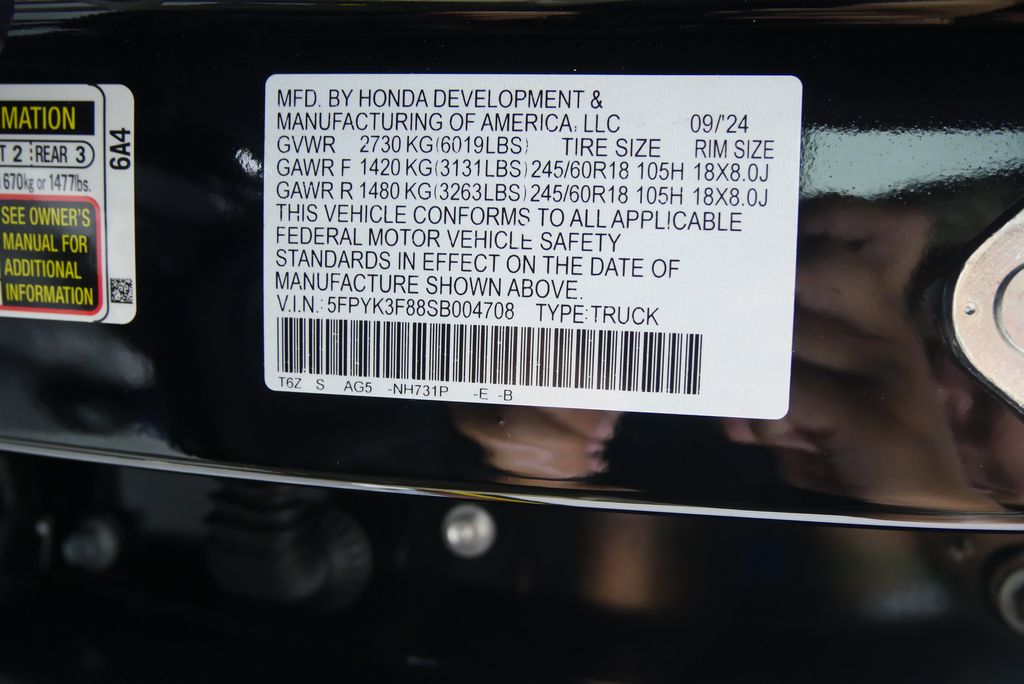 MATION
T 2 REAR 3
670kg or 1477lbs.
SEE OWNER'S
MANUAL FOR
ADDITIONAL
INFORMATION
6A4
MFD. BY HONDA DEVELOPMENT &
MANUFACTURING OF AMERICA, LLC 09/'24
GVWR 2730 KG(6019LBS) TIRE SIZE RIM SIZE
GAWR F 1420 KG(3131LBS) 245/60R18 105H 18X8.0J
GAWR R 1480 KG(3263LBS) 245/60R18 105H 18X8.0J
THIS VEHICLE CONFORMS TO ALL APPLICABLE
FEDERAL MOTOR VEHICLE SAFETY
STANDARDS IN EFFECT ON THE DATE OF
MANUFACTURE SHOWN ABOVE.
V.I.N.: 5FPYK3F88SB004708 TYPE:TRUCK
T6Z S AG5 -NH731P -E -B